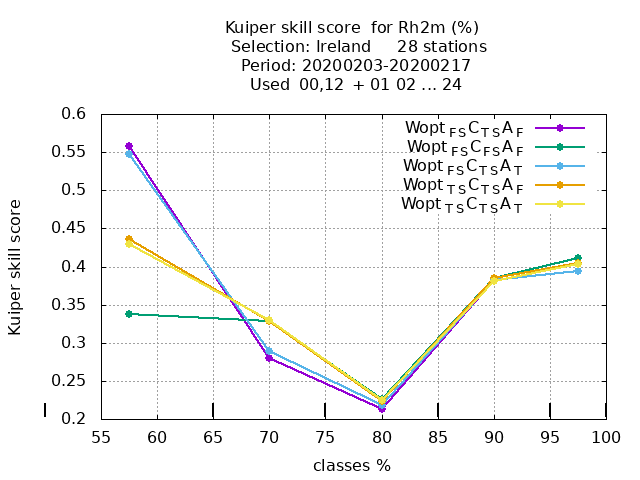 Kuiper skill score for Rh2m (%)
Selection: Ireland 28 stations
Period: 20200203-20200217
Used 00,12 + 01 02 ... 24
Kuiper skill score
0.6
0.55
0.5
0.45
0.4
0.35
0.3
0.25
0.2
Wopt FS C TS A F
Wopt FS C FS A F
Wopt FS C TS A T
Wopt TS C TS A F
Wopt TS C TS A T
55 60 65 70 75 80 85 90 95 100
classes %